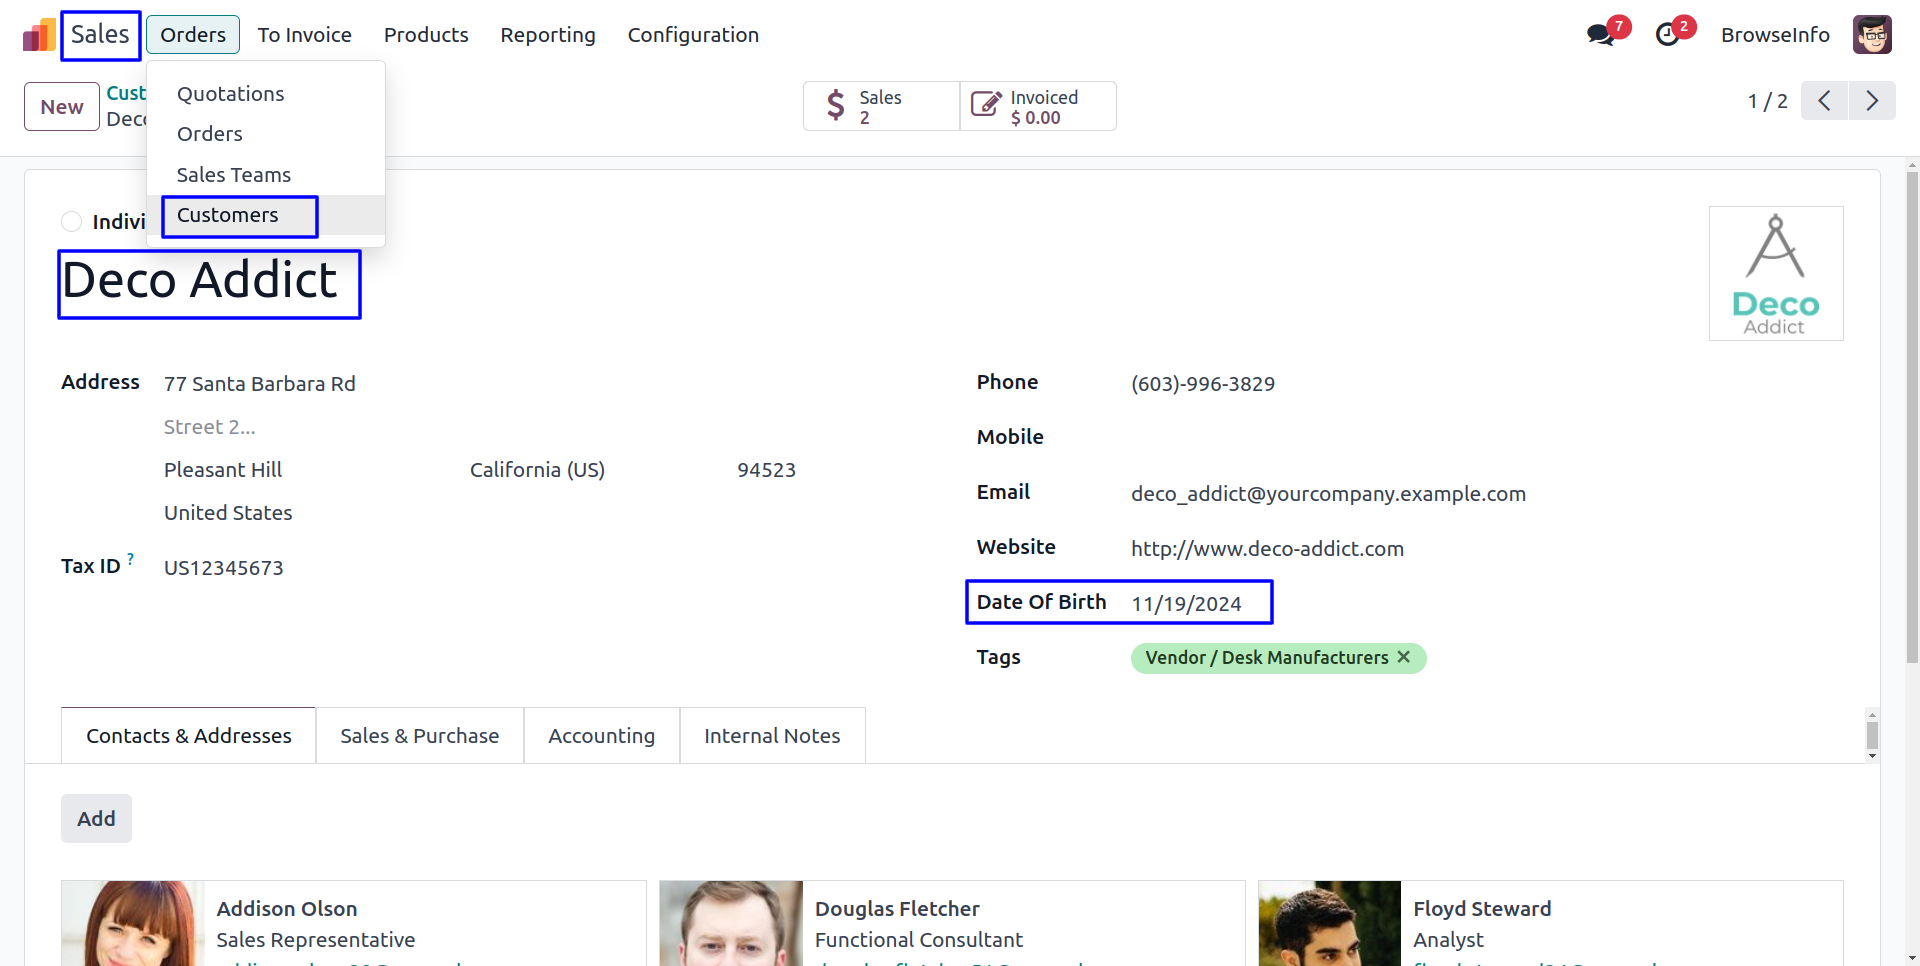 Sales
Orders
To Invoice
Products
Reporting
Configuration
7
2
BrowseInfo
New
Cust
Deco
Sales
2
Invoiced
$ 0.00
1 / 2
Quotations
Orders
Sales Teams
Customers
Indivi
Deco Addict
Deco
Addict
Address
77 Santa Barbara Rd
Street 2...
Pleasant Hill
California (US)
94523
United States
Tax ID ?
US12345673
Phone
(603)-996-3829
Mobile
Email
deco_addict@yourcompany.example.com
Website
http://www.deco-addict.com
Date Of Birth
11/19/2024
Tags
Vendor / Desk Manufacturers ✕
Contacts & Addresses
Sales & Purchase
Accounting
Internal Notes
Add
Addison Olson
Sales Representative
Douglas Fletcher
Functional Consultant
Floyd Steward
Analyst